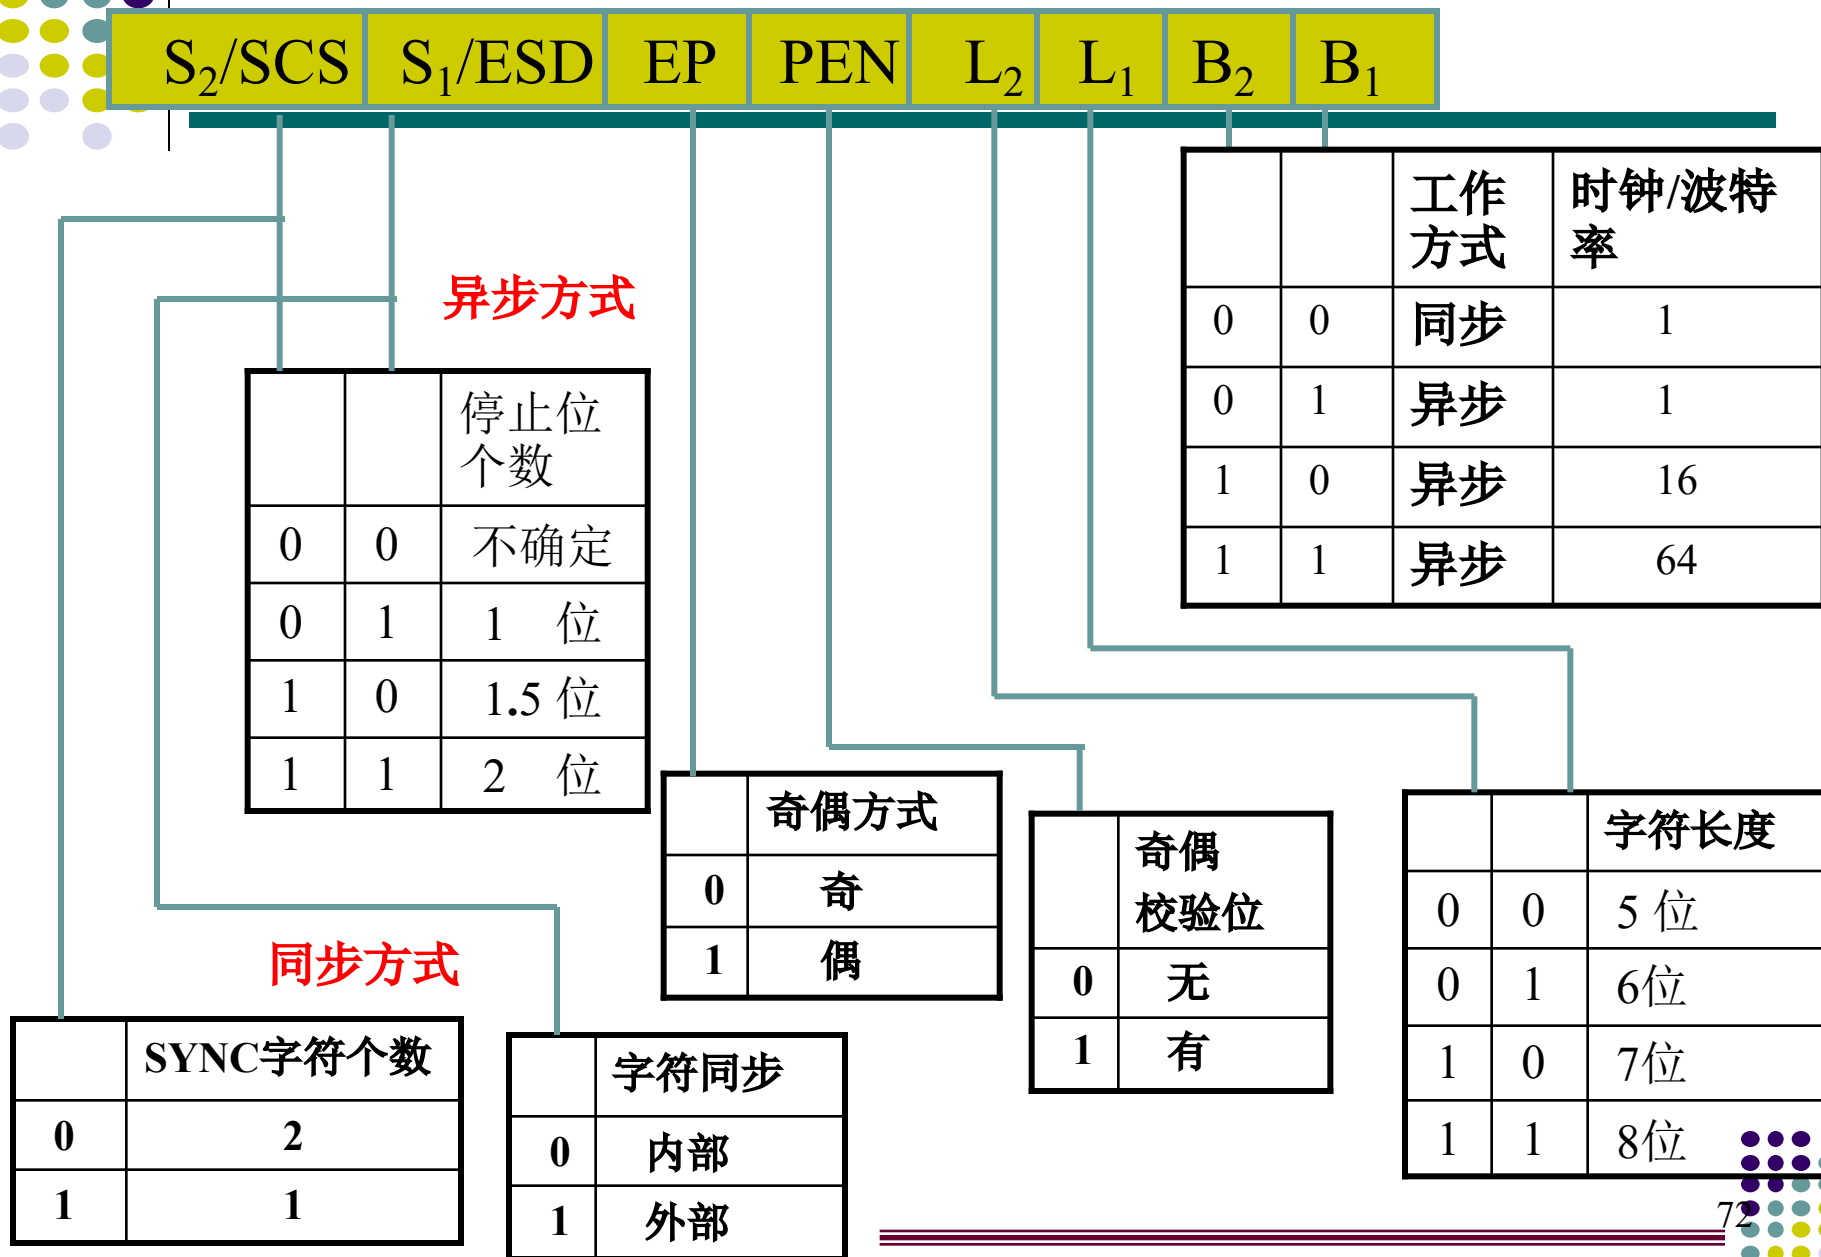 S₂/SCS S₁/ESD EP PEN L₂ L₁ B₂ B₁
工作方式 时钟/波特率
0 0 同步 1
0 1 异步 1
1 0 异步 16
1 1 异步 64
异步方式
停止位个数
0 0 不确定
0 1 1 位
1 0 1.5 位
1 1 2 位
奇偶方式
0 奇
1 偶
奇偶
校验位
0 无
1 有
字符长度
0 0 5 位
0 1 6位
1 0 7位
1 1 8位
同步方式
SYNC字符个数
0 2
1 1
字符同步
0 内部
1 外部
72